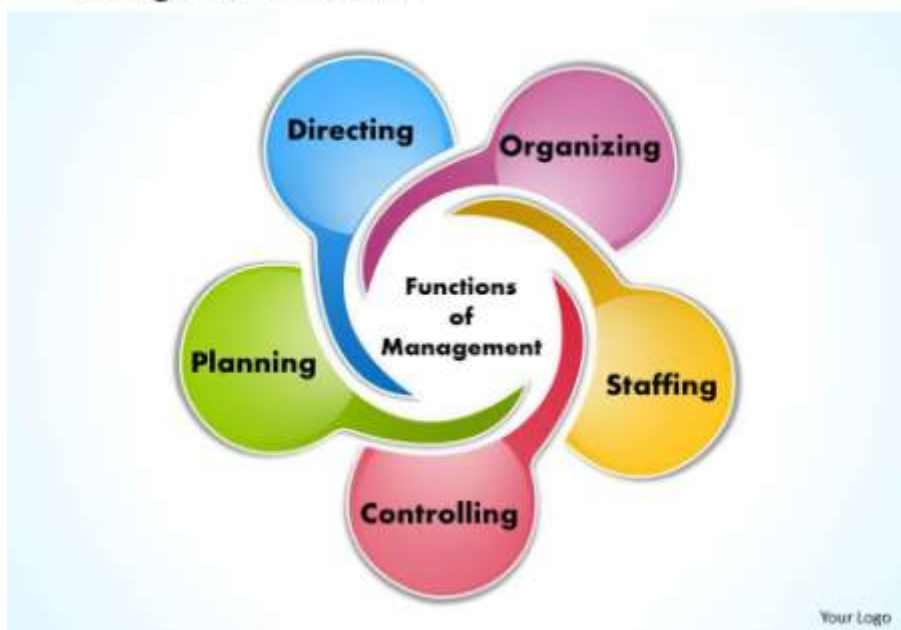 Directing
Organizing
Functions
of
Management
Planning
Staffing
Controlling
Your Logo